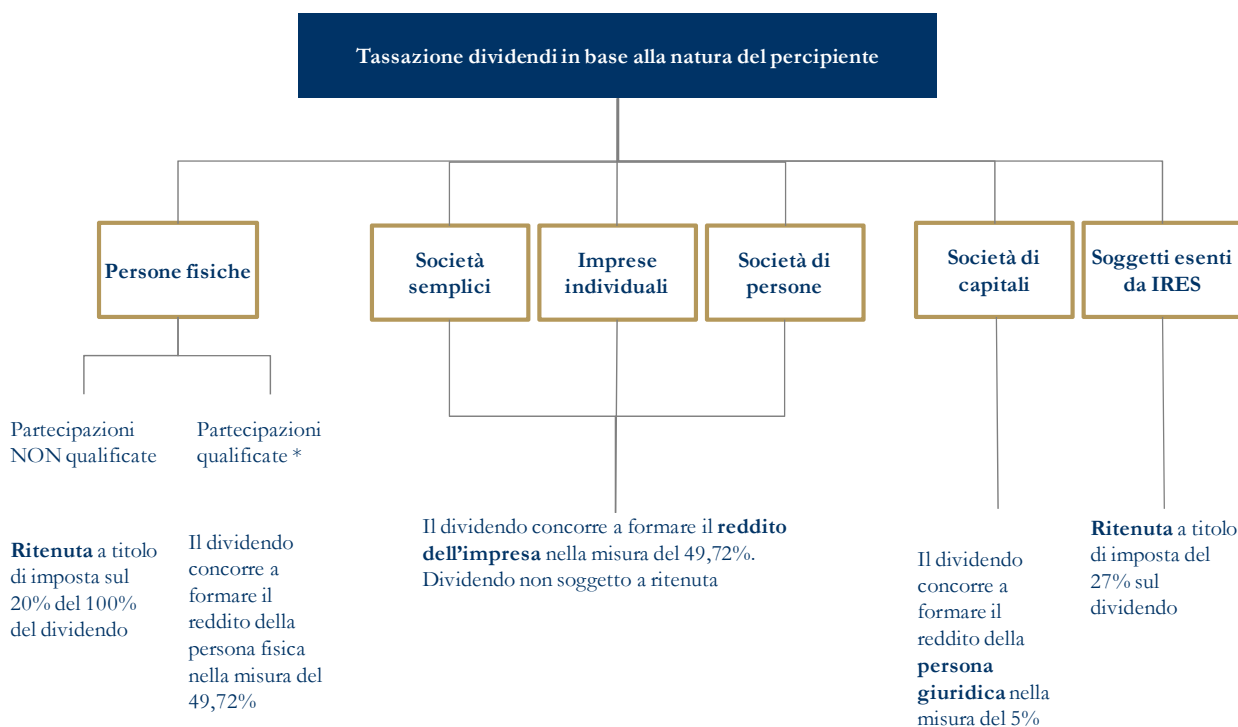 Tassazione dividendi in base alla natura del percipiente
Persone fisiche
Società
semplici
Imprese
individuali
Società di
persone
Società di
capitali
Soggetti esenti
da IRES
Partecipazioni
NON qualificate
Partecipazioni
qualificate *
Ritenuta a titolo
di imposta sul
20% del 100%
del dividendo
Il dividendo
concorre a
formare il
reddito della
persona fisica
nella misura del
49,72%
Il dividendo concorre a formare il reddito
dell'impresa nella misura del 49,72%.
Dividendo non soggetto a ritenuta
Il dividendo
concorre a
formare il
reddito della
persona
giuridica nella
misura del 5%
Ritenuta a titolo
di imposta del
27% sul
dividendo